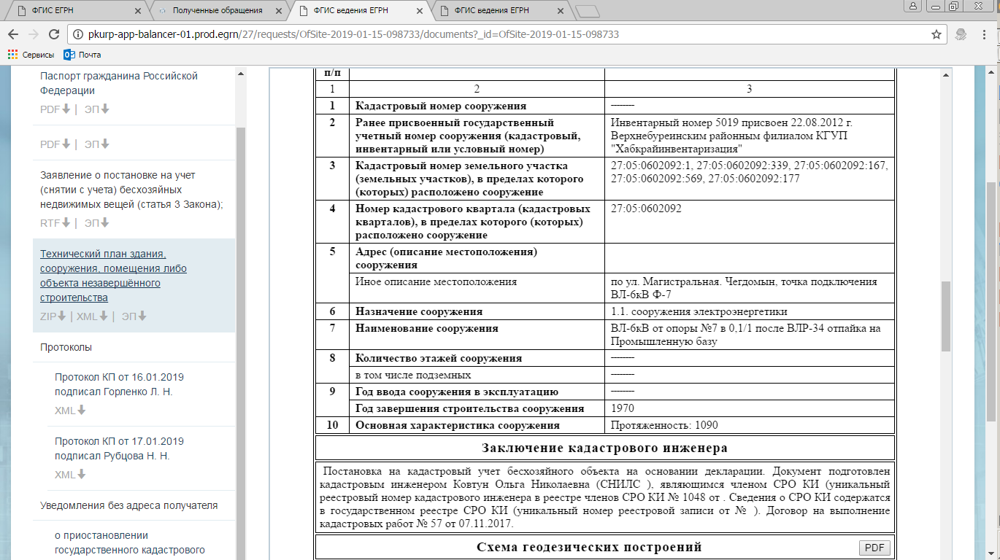 ФГИС ЕГРН
Полученные обращения
ФГИС ведения ЕГРН
ФГИС ведения ЕГРН
pkurp-app-balancer-01.prod.egrn/27/requests/OfSite-2019-01-15-098733/documents?_id=OfSite-2019-01-15-098733
Сервисы
Почта
Паспорт гражданина Российской
Федерации
PDF | ЭП
PDF | ЭП
Заявление о постановке на учет
(снятии с учета) бесхозяйных
недвижимых вещей (статья 3 Закона);
RTF | ЭП
Технический план здания,
сооружения, помещения либо
объекта незавершённого
строительства
ZIP | XML | ЭП
Протоколы
Протокол КП от 16.01.2019
подписал Горленко Л. Н.
XML
Протокол КП от 17.01.2019
подписал Рубцова Н. Н.
XML
Уведомления без адреса получателя
о приостановлении
государственного кадастрового
п/п
1 2 3
1 Кадастровый номер сооружения --------
2 Ранее присвоенный государственный
учетный номер сооружения (кадастровый,
инвентарный или условный номер)
Инвентарный номер 5019 присвоен 22.08.2012 г.
Верхнебуреинским районным филиалом КГУП
"Хабкрайинвентаризация"
3 Кадастровый номер земельного участка
(земельных участков), в пределах которого
(которых) расположено сооружение
27:05:0602092:1, 27:05:0602092:339, 27:05:0602092:167,
27:05:0602092:569, 27:05:0602092:177
4 Номер кадастрового квартала (кадастровых
кварталов), в пределах которого (которых)
расположено сооружение
27:05:0602092
5 Адрес (описание местоположения)
сооружения
Иное описание местоположения
по ул. Магистральная. Чегдомын, точка подключения
ВЛ-6кВ Ф-7
6 Назначение сооружения 1.1. сооружения электроэнергетики
7 Наименование сооружения
ВЛ-6кВ от опоры №7 в 0,1/1 после ВЛР-34 отпайка на
Промышленную базу
8 Количество этажей сооружения --------
в том числе подземных --------
9 Год ввода сооружения в эксплуатацию --------
Год завершения строительства сооружения 1970
10 Основная характеристика сооружения Протяженность: 1090
Заключение кадастрового инженера
Постановка на кадастровый учет бесхозяйного объекта на основании декларации. Документ подготовлен
кадастровым инженером Ковтун Ольга Николаевна (СНИЛС ), являющимся членом СРО КИ (уникальный
реестровый номер кадастрового инженера в реестре членов СРО КИ № 1048 от . Сведения о СРО КИ содержатся
в государственном реестре СРО КИ (уникальный номер реестровой записи от № ). Договор на выполнение
кадастровых работ № 57 от 07.11.2017.
Схема геодезических построений
PDF